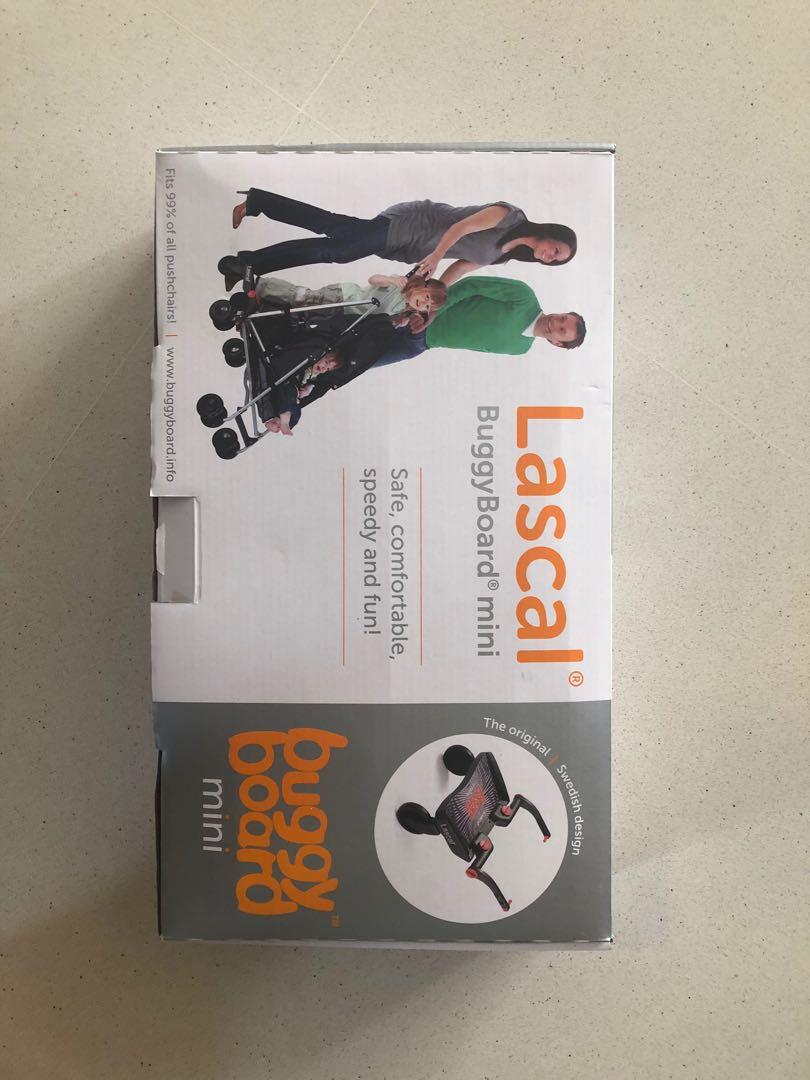 Lascal®
BuggyBoard® mini
Safe, comfortable,
speedy and fun!
Fits 99% of all pushchairs! | www.buggyboard.info
The original | Swedish design
buggy
board™
mini